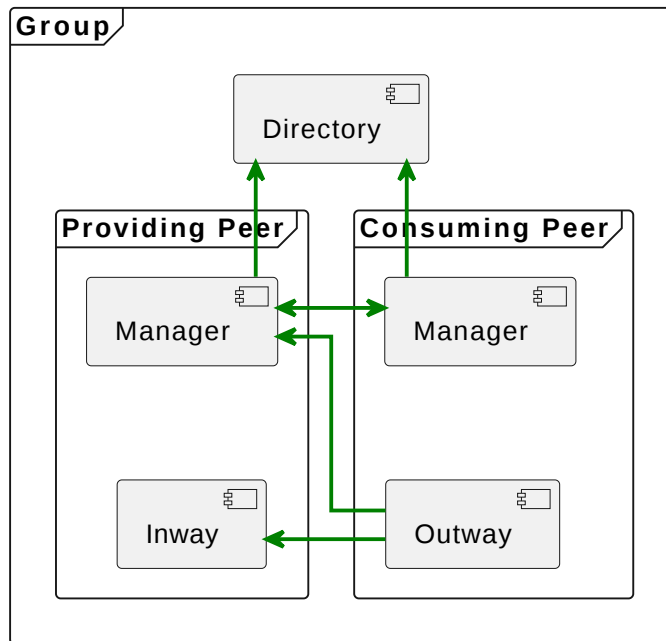 Group
Directory
Providing Peer
Consuming Peer
Manager
Manager
Inway
Outway